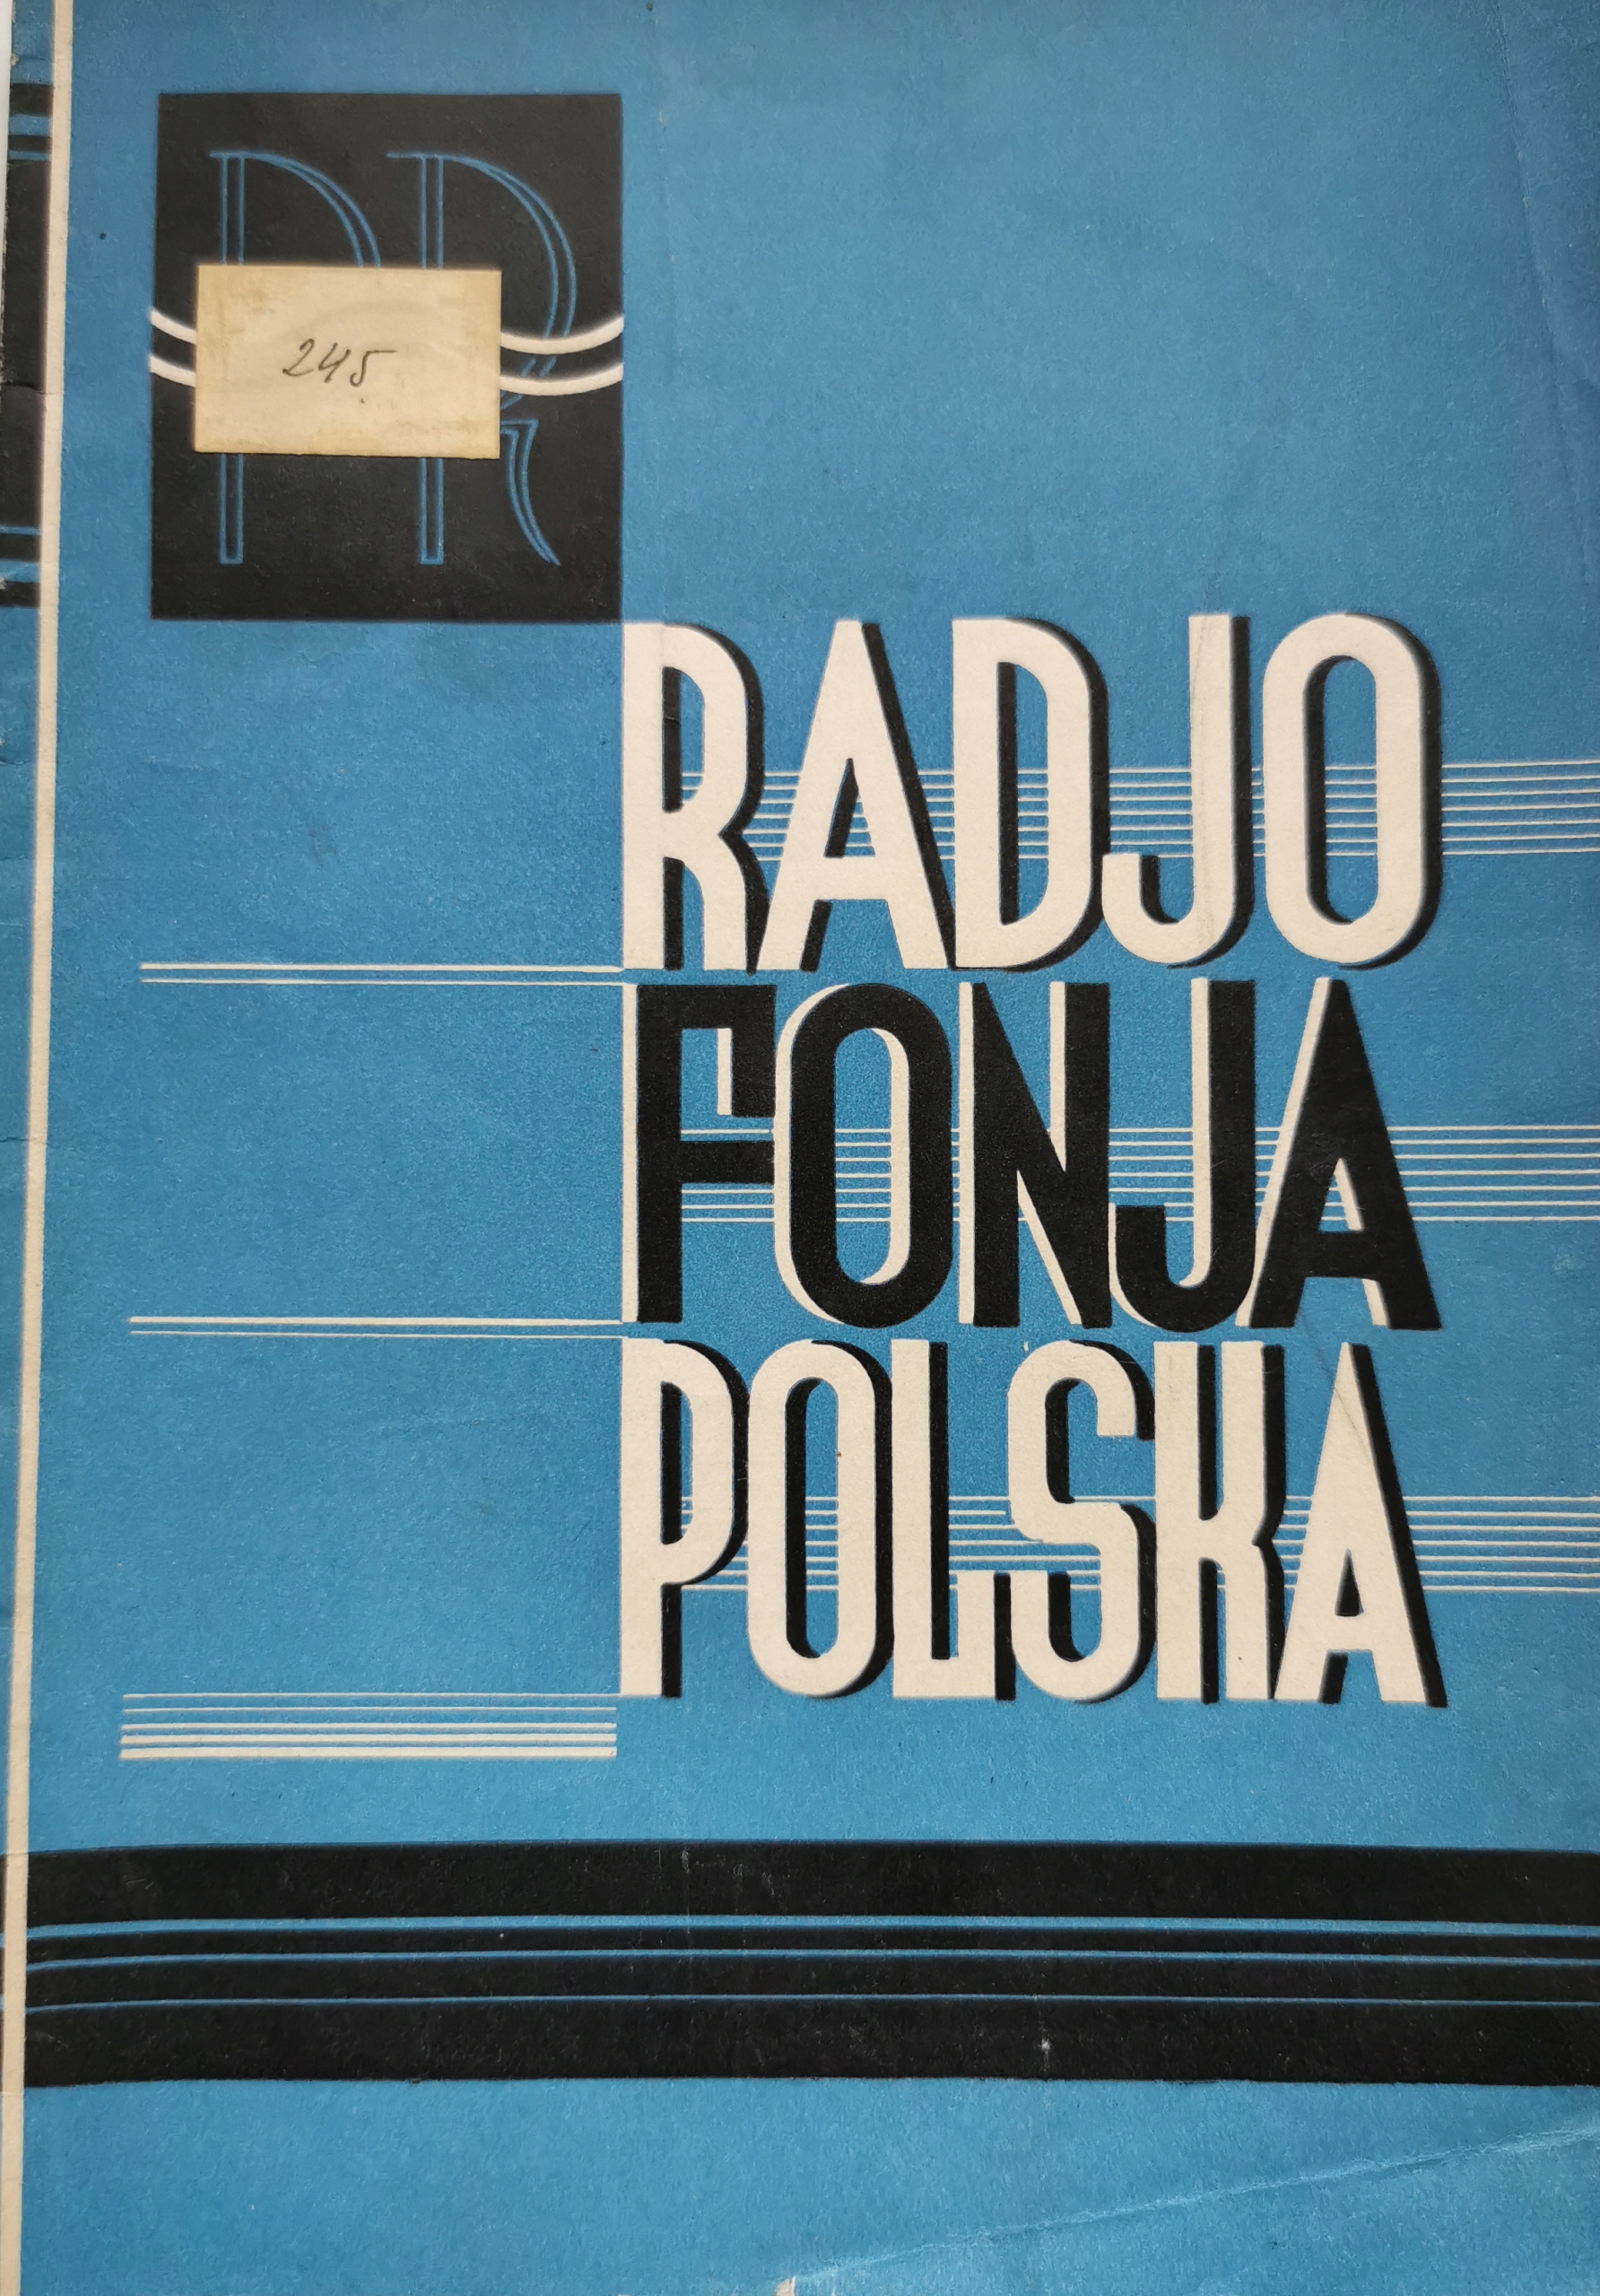 PR
245.
RADJO
FONJA
POLSKA